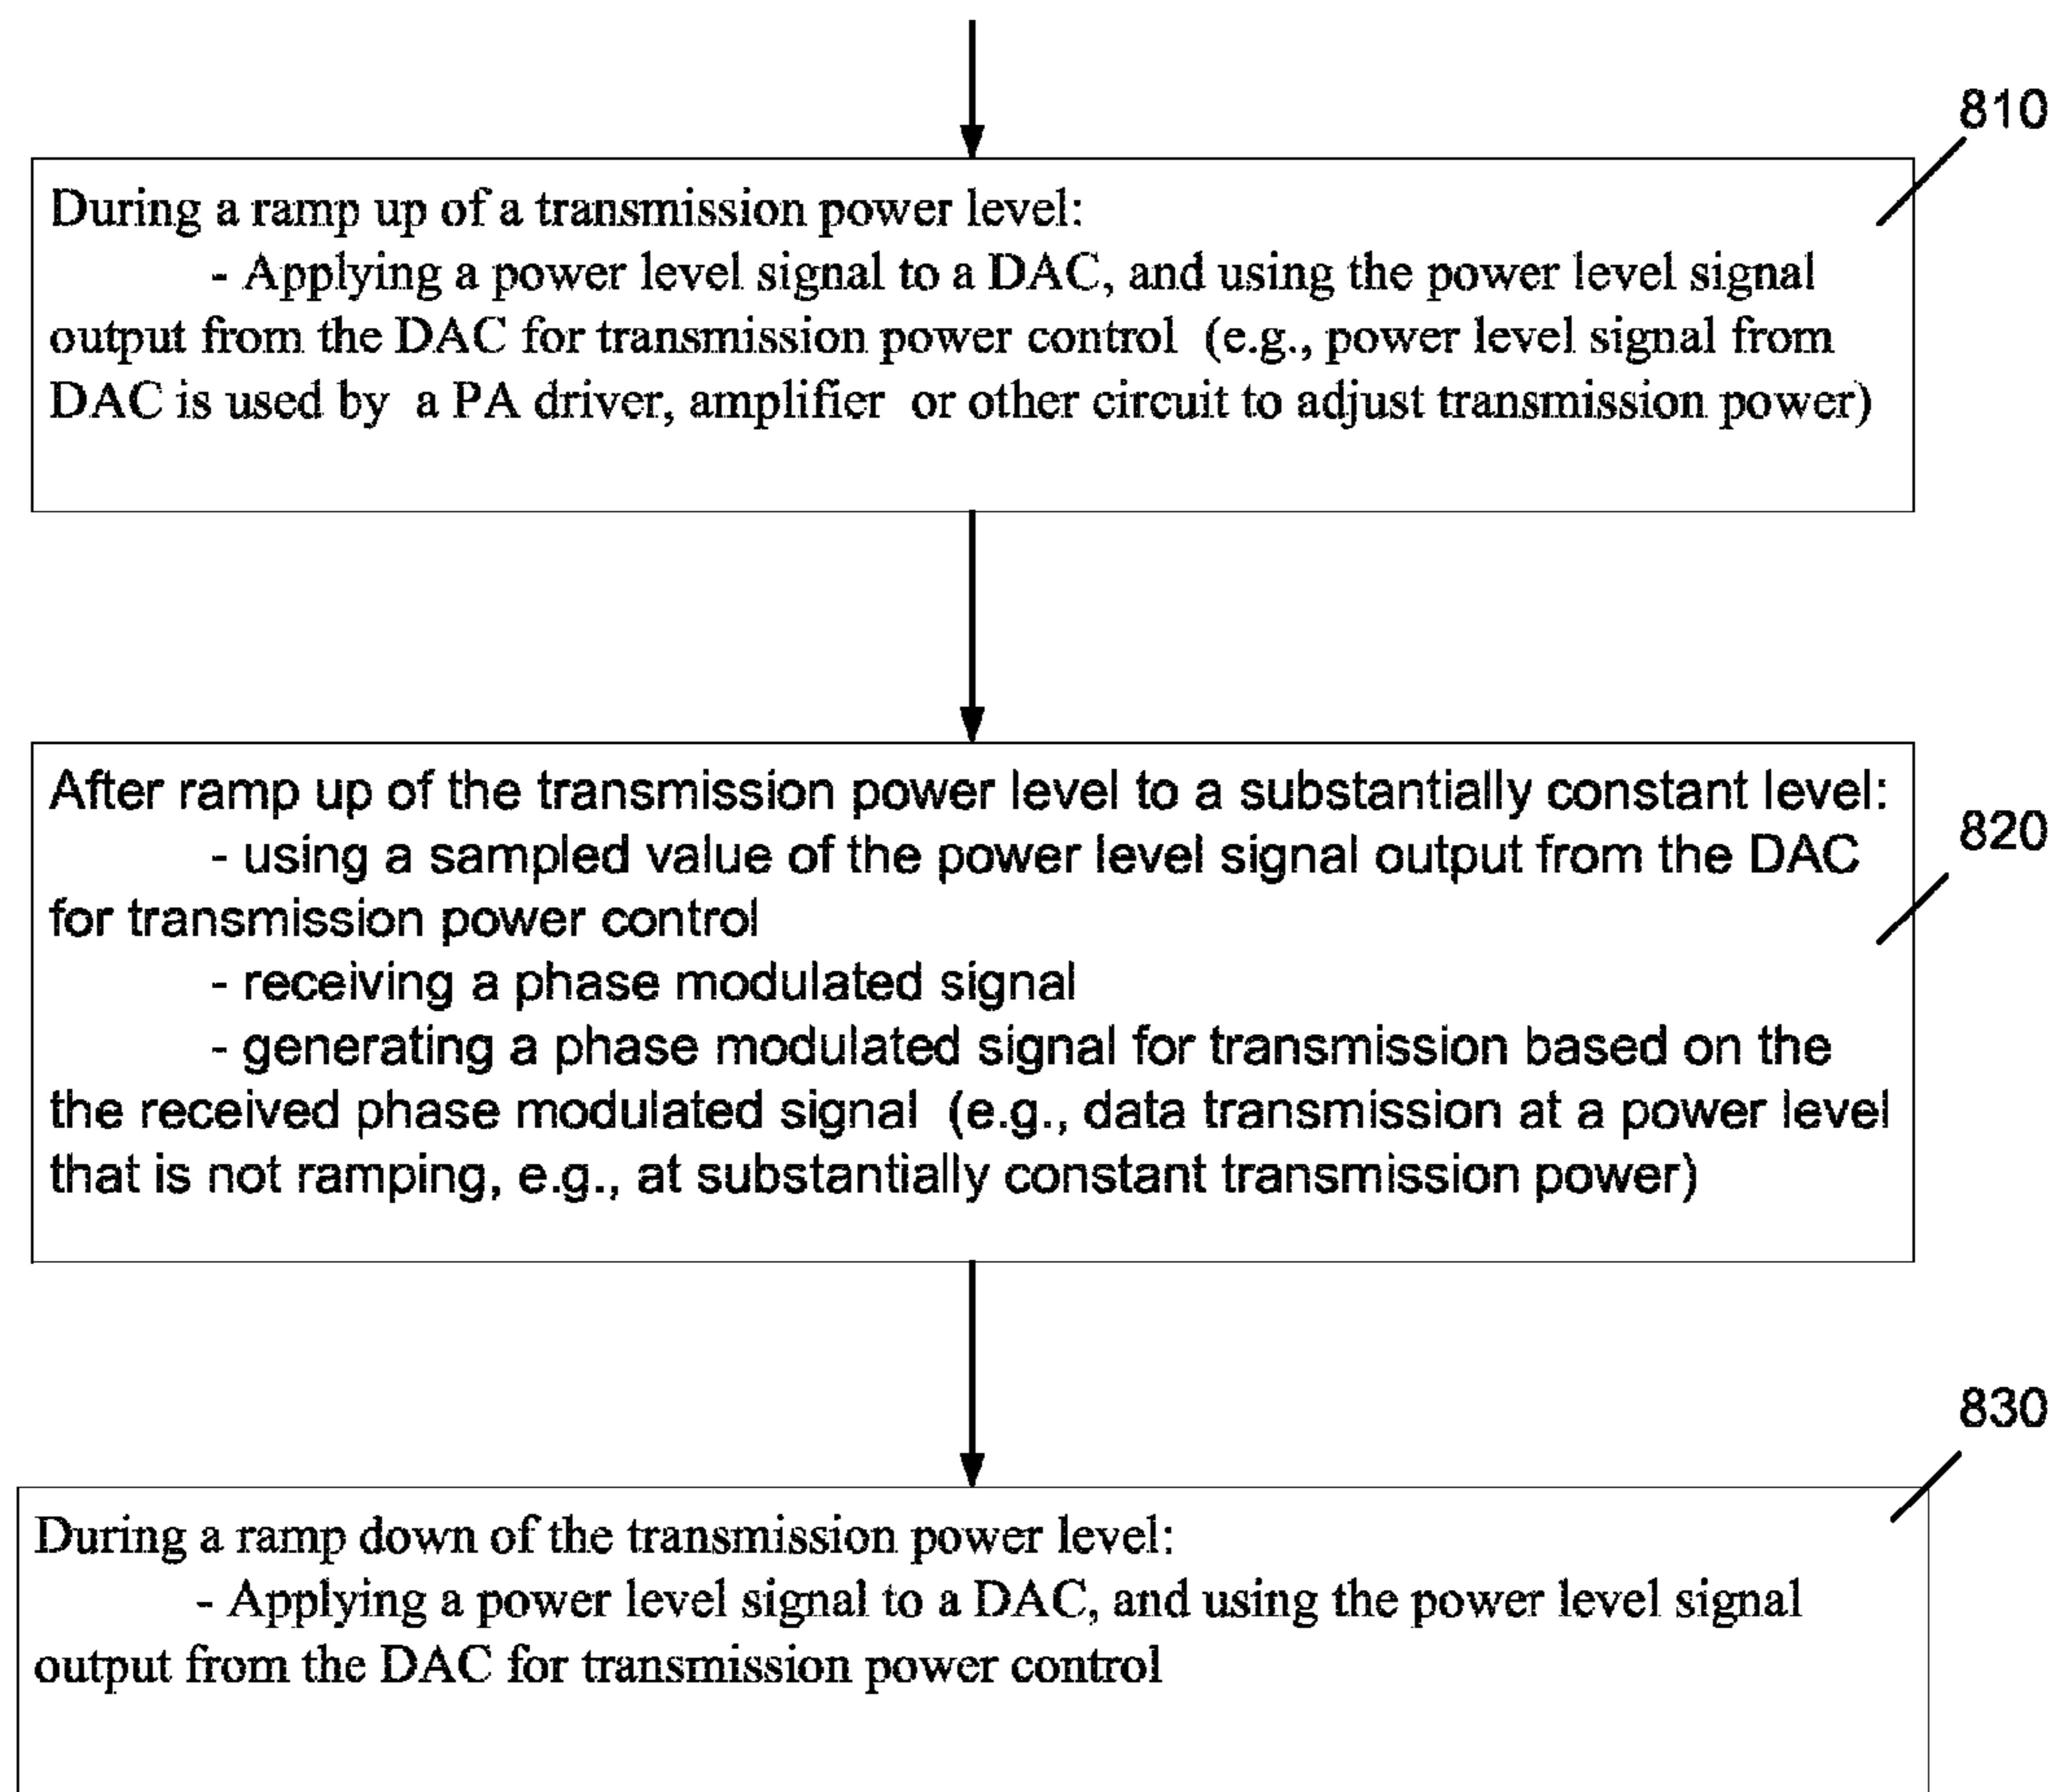 810
During a ramp up of a transmission power level:
- Applying a power level signal to a DAC, and using the power level signal
output from the DAC for transmission power control (e.g., power level signal from
DAC is used by a PA driver, amplifier or other circuit to adjust transmission power)
After ramp up of the transmission power level to a substantially constant level:
820
- using a sampled value of the power level signal output from the DAC
for transmission power control
- receiving a phase modulated signal
- generating a phase modulated signal for transmission based on the
the received phase modulated signal (e.g., data transmission at a power level
that is not ramping, e.g., at substantially constant transmission power)
830
During a ramp down of the transmission power level:
- Applying a power level signal to a DAC, and using the power level signal
output from the DAC for transmission power control